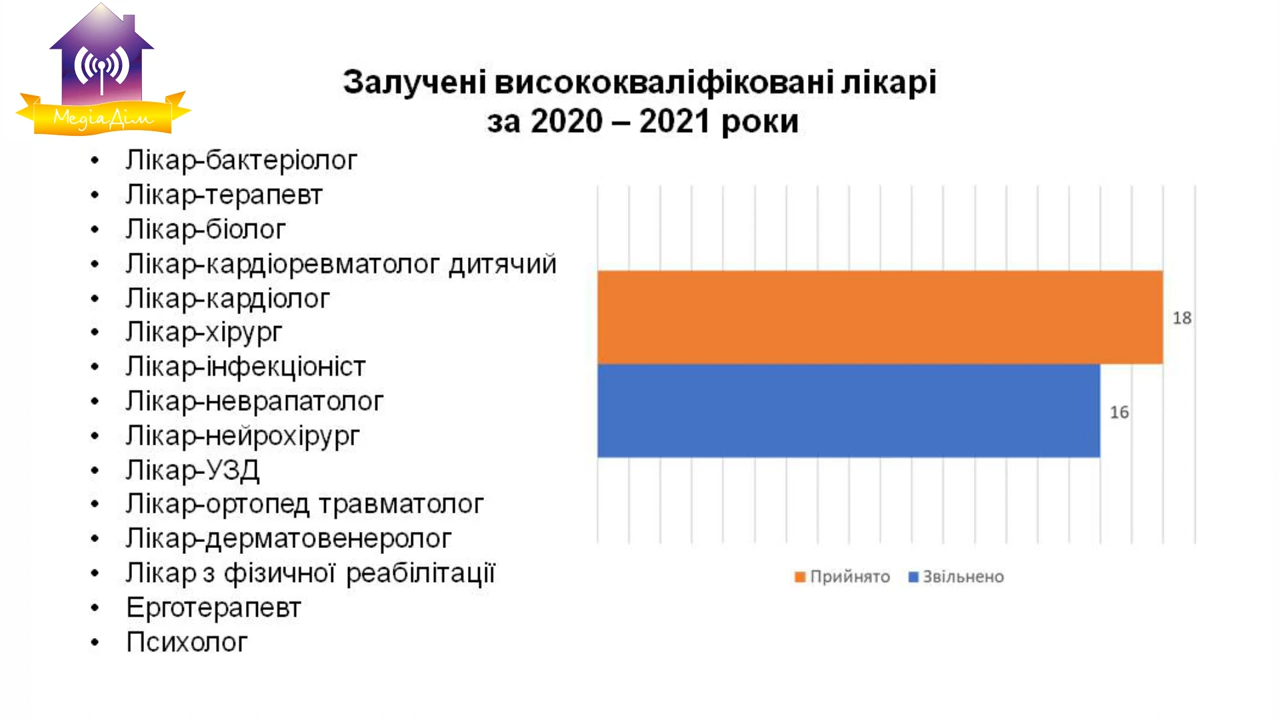 МедіаДім
Залучені висококваліфіковані лікарі
за 2020 – 2021 роки
• Лікар-бактеріолог
• Лікар-терапевт
• Лікар-біолог
• Лікар-кардіоревматолог дитячий
• Лікар-кардіолог
• Лікар-хірург
• Лікар-інфекціоніст
• Лікар-неврапатолог
• Лікар-нейрохірург
• Лікар-УЗД
• Лікар-ортопед травматолог
• Лікар-дерматовенеролог
• Лікар з фізичної реабілітації
• Ерготерапевт
• Психолог
18
16
Прийнято Звільнено